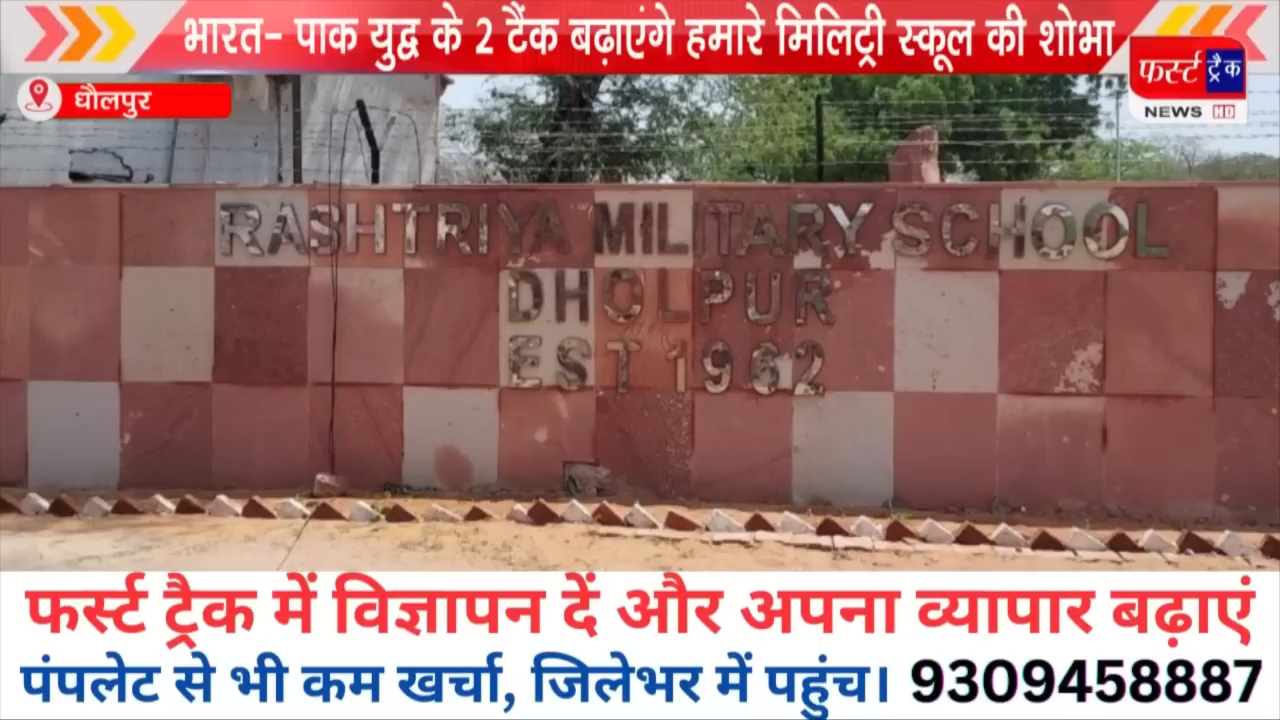 भारत- पाक युद्व के 2 टैंक बढ़ाएंगे हमारे मिलिट्री स्कूल की शोभा
फर्स्ट ट्रैक
NEWS HD
धौलपुर
RASHTRIYA MILITARY SCHOOL
DHOLPUR
EST 1962
फर्स्ट ट्रैक में विज्ञापन दें और अपना व्यापार बढ़ाएं
पंपलेट से भी कम खर्चा, जिलेभर में पहुंच। 9309458887